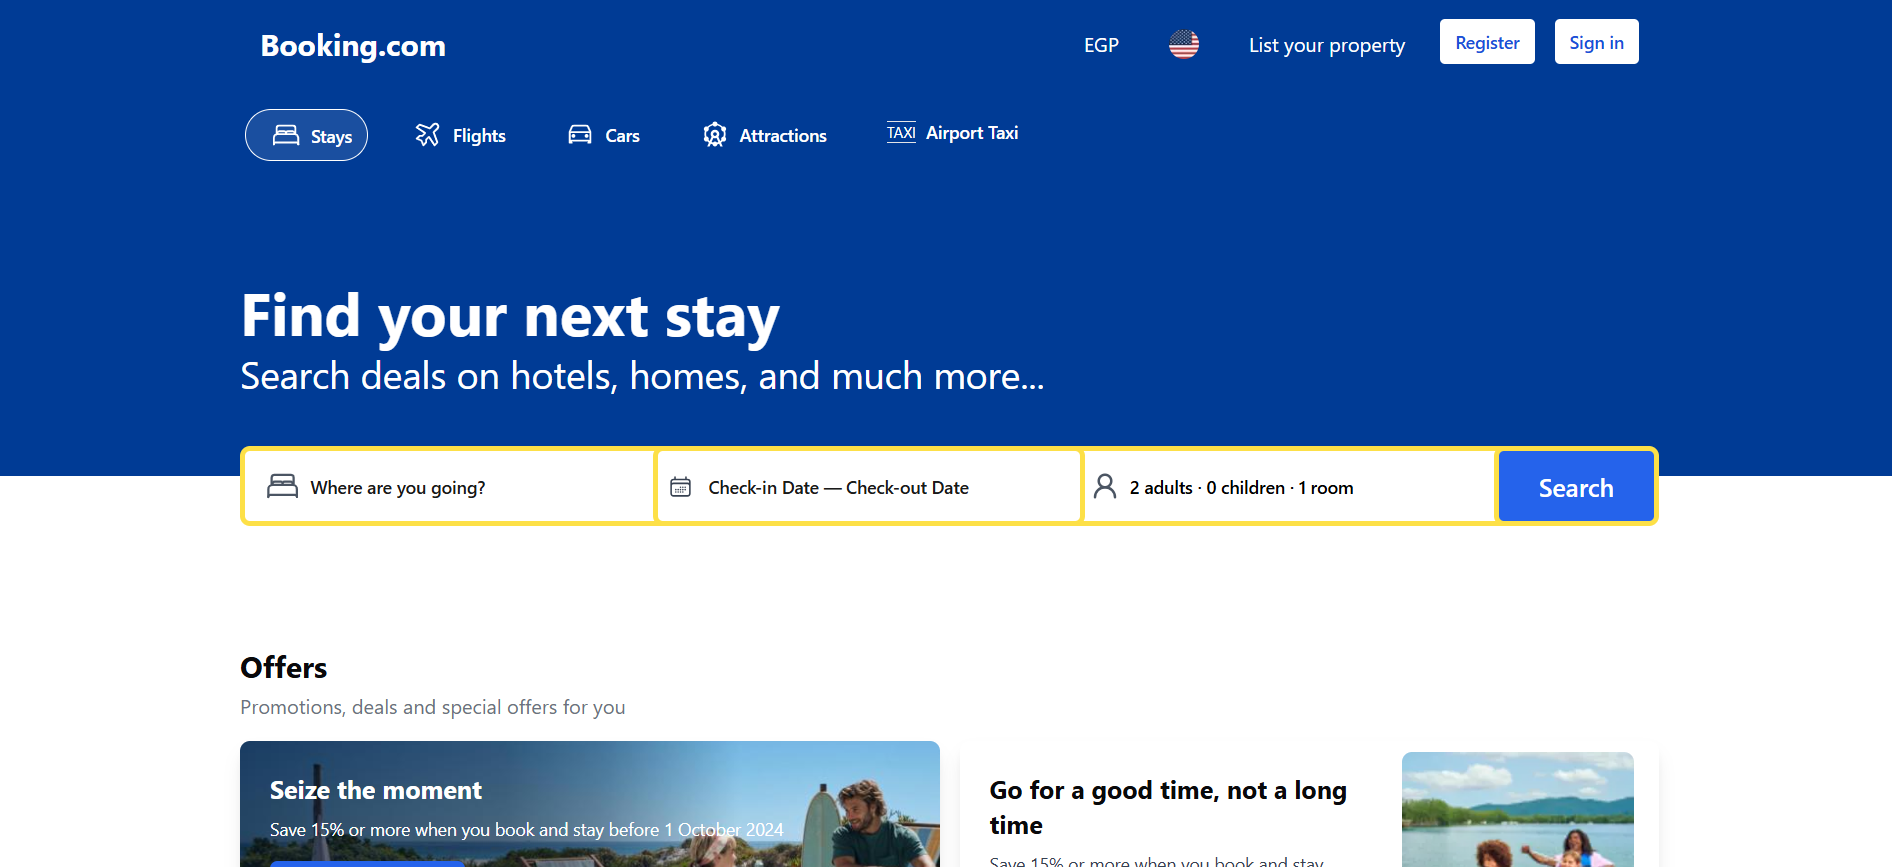 Booking.com
EGP
List your property
Register
Sign in
Stays
Flights
Cars
Attractions
TAXI Airport Taxi
Find your next stay
Search deals on hotels, homes, and much more...
Where are you going?
Check-in Date — Check-out Date
2 adults · 0 children · 1 room
Search
Offers
Promotions, deals and special offers for you
Seize the moment
Save 15% or more when you book and stay before 1 October 2024
Go for a good time, not a long
time
Save 15% or more when you book and stay